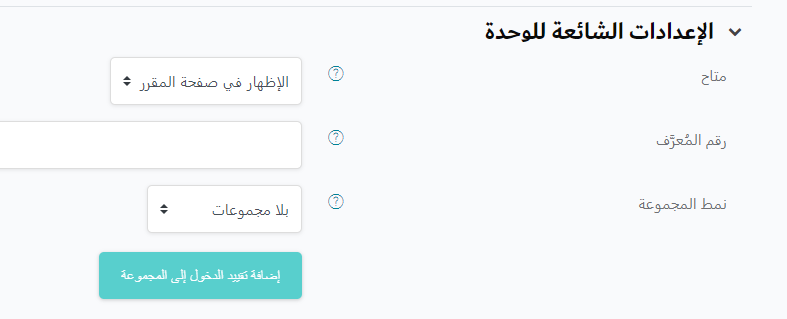 الإعدادات الشائعة للوحدة
متاح
الإظهار في صفحة المقرر
رقم المُعرَّف
نمط المجموعة
بلا مجموعات
إضافة تقييد الدخول إلى المجموعة